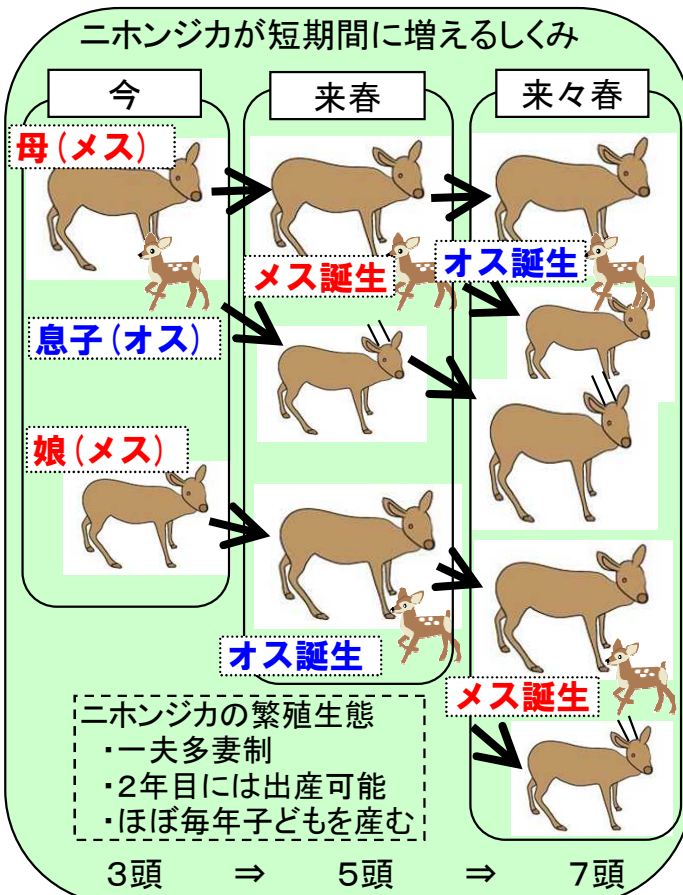 ニホンジカが短期間に増えるしくみ
今
来春
来々春
母(メス)
メス誕生
オス誕生
息子(オス)
娘(メス)
オス誕生
メス誕生
ニホンジカの繁殖生態
・一夫多妻制
・２年目には出産可能
・ほぼ毎年子どもを産む
３頭 ⇒ ５頭 ⇒ ７頭